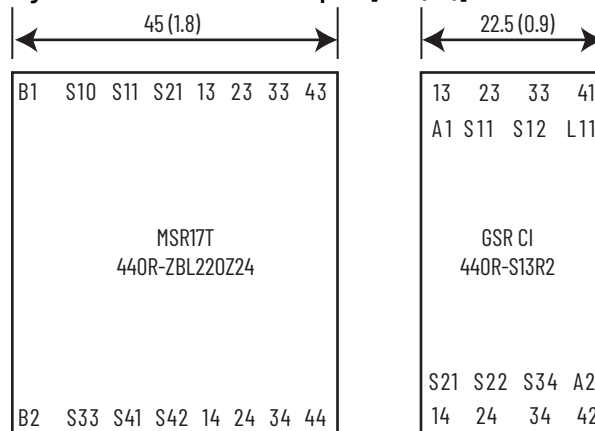 45 (1.8)
22.5 (0.9)
B1 S10 S11 S21 13 23 33 43
13 23 33 41
A1 S11 S12 L11
MSR17T
440R-ZBL220Z24
GSR CI
440R-S13R2
S21 S22 S34 A2
B2 S33 S41 S42 14 24 34 44
14 24 34 42